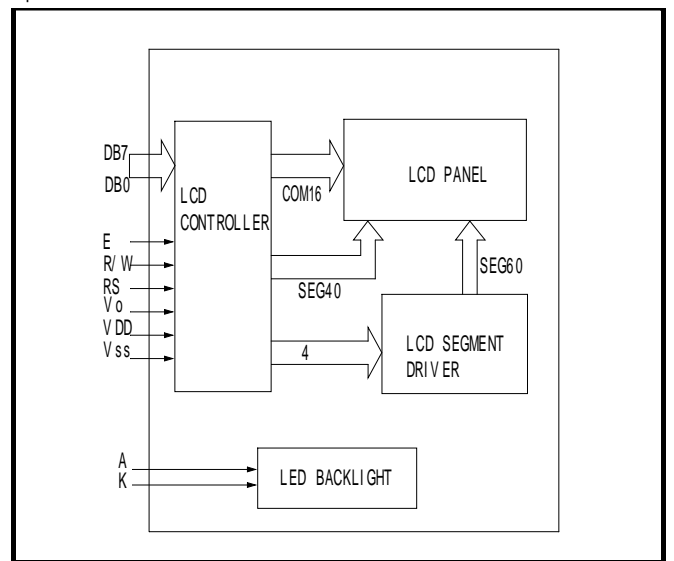 DB7
DB0
E
R/W
RS
Vo
VDD
Vss
LCD
CONTROLLER
COM16
SEG40
4
LCD PANEL
SEG60
LCD SEGMENT
DRIVER
A
K
LED BACKLIGHT